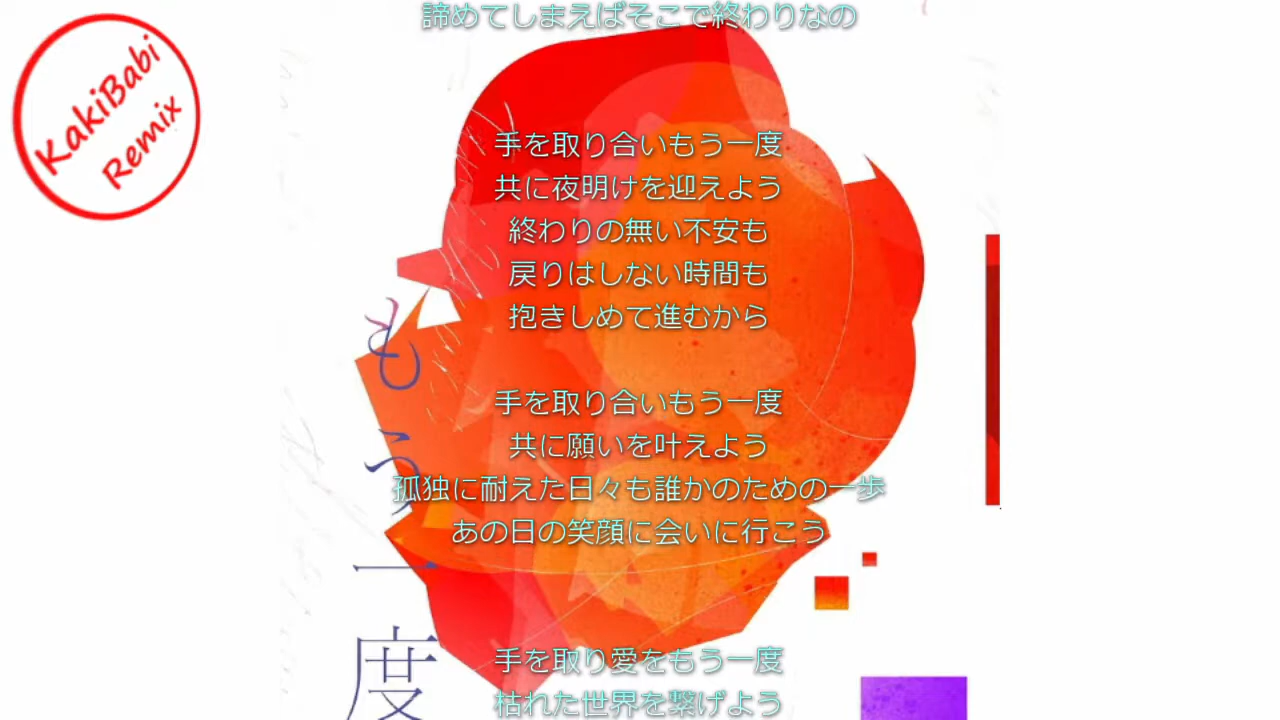 KakiBabi
Remix
諦めてしまえばそこで終わりなの
手を取り合いもう一度
共に夜明けを迎えよう
終わりの無い不安も
戻りはしない時間も
抱きしめて進むから
手を取り合いもう一度
共に願いを叶えよう
孤独に耐えた日々も誰かのための一歩
あの日の笑顔に会いに行こう
手を取り愛をもう一度
枯れた世界を繋げよう
もう一度